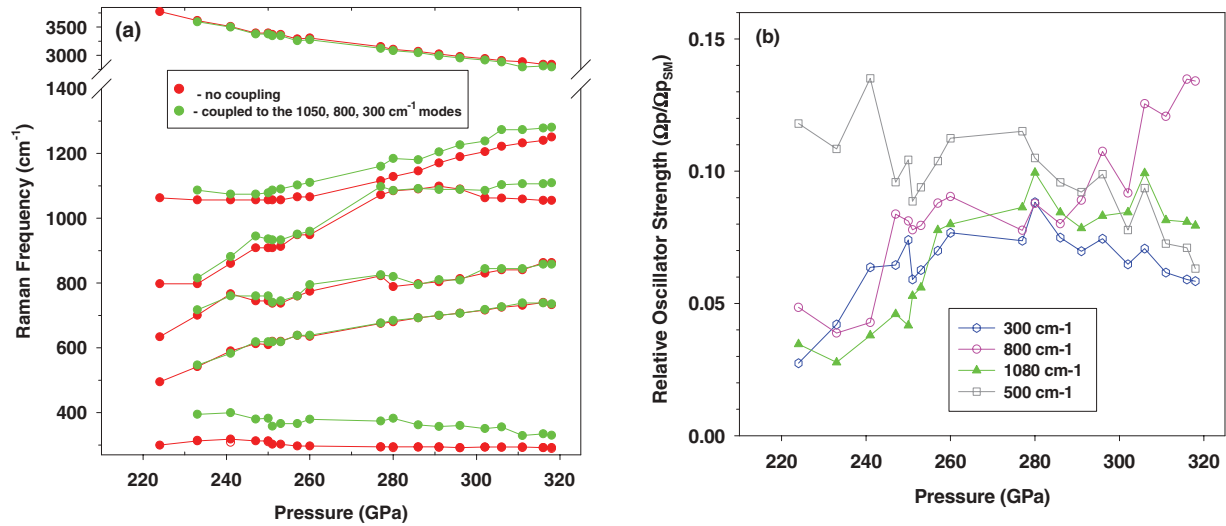 (a)
3500
3000
1400
1200
1000
800
600
400
Raman Frequency (cm⁻¹)
- no coupling
- coupled to the 1050, 800, 300 cm⁻¹ modes
220 240 260 280 300 320
Pressure (GPa)
(b)
0.15
0.10
0.05
0.00
Relative Oscillator Strength (Ωp/Ωp_SM)
300 cm-1
800 cm-1
1080 cm-1
500 cm-1
220 240 260 280 300 320
Pressure (GPa)